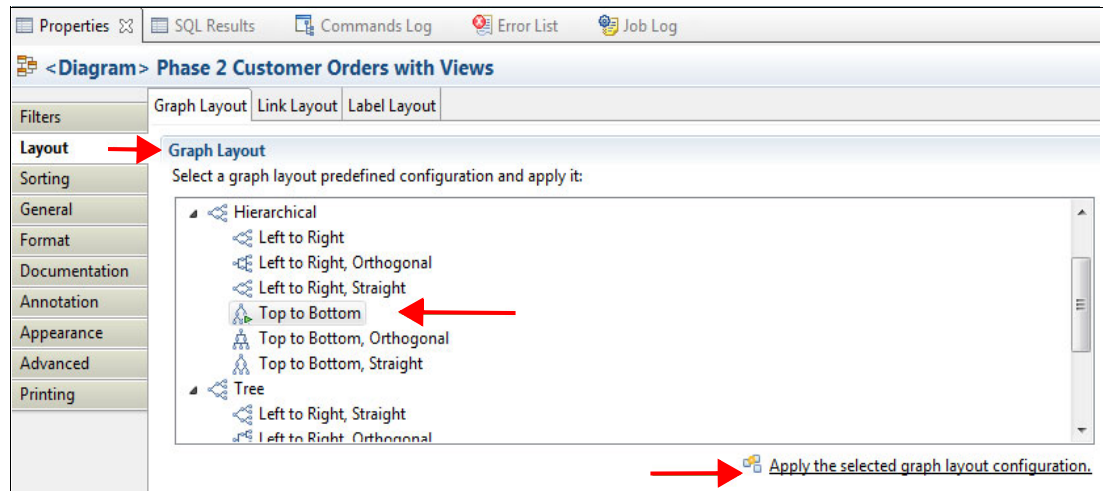 Properties SQL Results Commands Log Error List Job Log
<Diagram> Phase 2 Customer Orders with Views
Graph Layout Link Layout Label Layout
Filters
Layout
Sorting
General
Format
Documentation
Annotation
Appearance
Advanced
Printing
Graph Layout
Select a graph layout predefined configuration and apply it:
Hierarchical
Left to Right
Left to Right, Orthogonal
Left to Right, Straight
Top to Bottom
Top to Bottom, Orthogonal
Top to Bottom, Straight
Tree
Left to Right, Straight
Left to Right, Orthogonal
Apply the selected graph layout configuration.